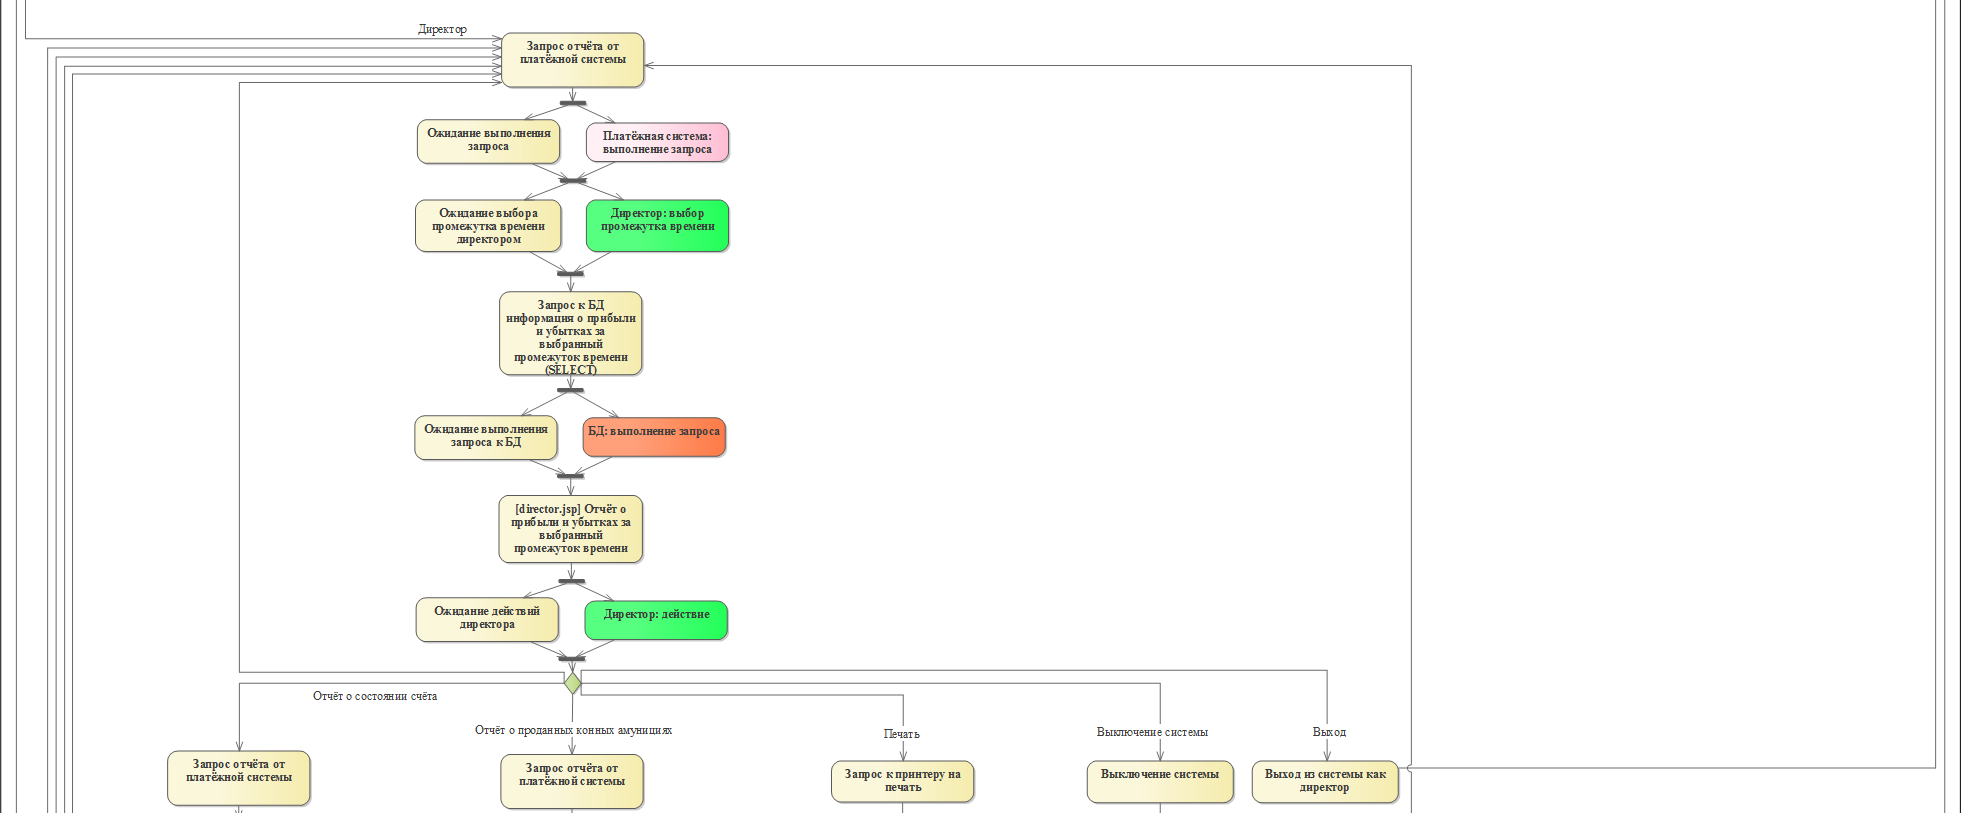 Директор
Запрос отчёта от
платёжной системы
Ожидание выполнения
запроса
Платёжная система:
выполнение запроса
Ожидание выбора
промежутка времени
директором
Директор: выбор
промежутка времени
Запрос к БД
информация о прибыли
и убытках за
выбранный
промежуток времени
(SELECT)
Ожидание выполнения
запроса к БД
БД: выполнение запроса
[director.jsp] Отчёт о
прибыли и убытках за
выбранный
промежуток времени
Ожидание действий
директора
Директор: действие
Отчёт о состоянии счёта
Отчёт о проданных конных амунициях
Печать
Выключение системы
Выход
Запрос отчёта от
платёжной системы
Запрос отчёта от
платёжной системы
Запрос к принтеру на
печать
Выключение системы
Выход из системы как
директор